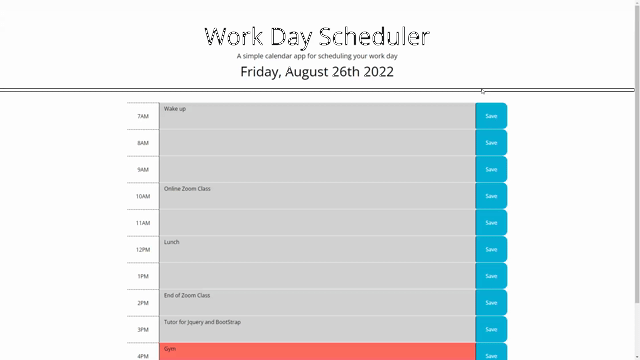 Work Day Scheduler
A simple calendar app for scheduling your work day
Friday, August 26th 2022
7AM Wake up Save
8AM Save
9AM Save
10AM Online Zoom Class Save
11AM Save
12PM Lunch Save
1PM Save
2PM End of Zoom Class Save
3PM Tutor for Jquery and BootStrap Save
4PM Gym Save